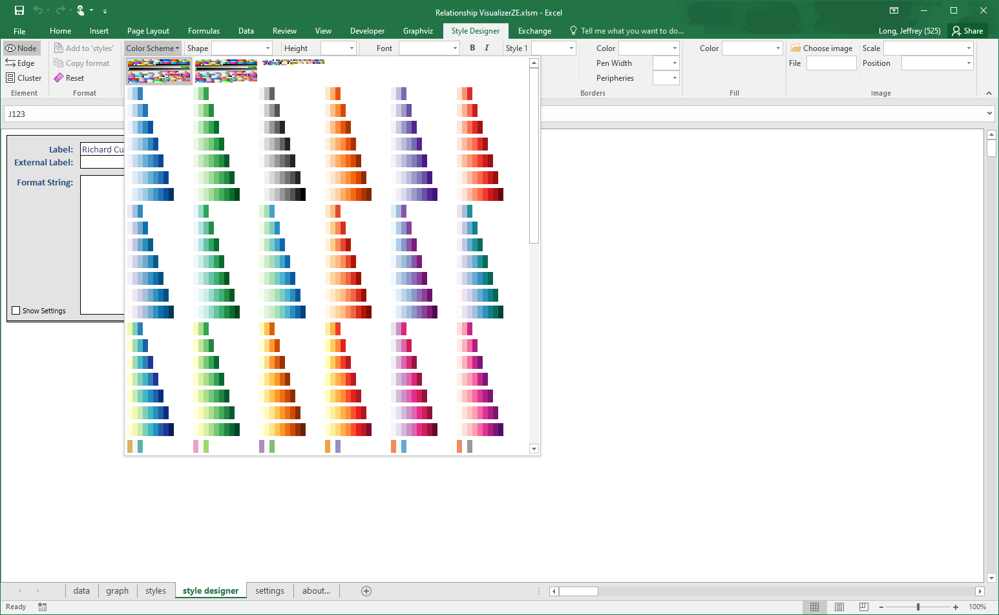 Relationship VisualizerZE.xlsm - Excel
File Home Insert Page Layout Formulas Data Review View Developer Graphviz Style Designer Exchange Tell me what you want to do... Long, Jeffrey (525) Share
Node Add to 'styles' Color Scheme Shape Height Font B I Style 1 Color Color Choose image Scale
Edge Copy format Pen Width File Position
Cluster Reset Peripheries
Element Format Borders Fill Image
J123
Label: Richard Cu
External Label:
Format String:
Show Settings
data graph styles style designer settings about...
Ready 100%